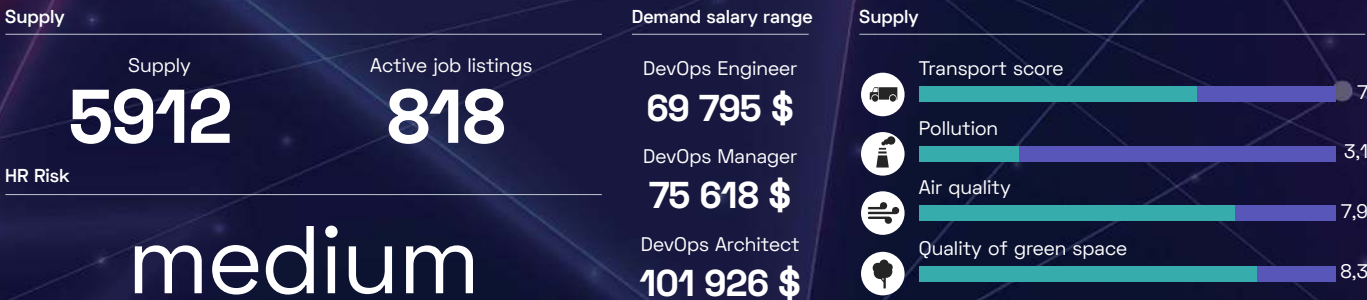 Supply
Supply
Active job listings
5912
818
HR Risk
medium
Demand salary range
DevOps Engineer
69 795 $
DevOps Manager
75 618 $
DevOps Architect
101 926 $
Supply
Transport score
7
Pollution
3,1
Air quality
7,9
Quality of green space
8,3